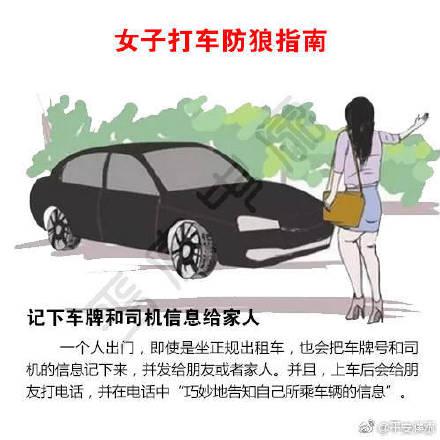 女子打车防狼指南
记下车牌和司机信息给家人
一个人出门，即使是坐正规出租车，也会把车牌号和司
机的信息记下来，并发给朋友或者家人。并且，上车后会给朋
友打电话，并在电话中“巧妙地告知自己所乘车辆的信息”。